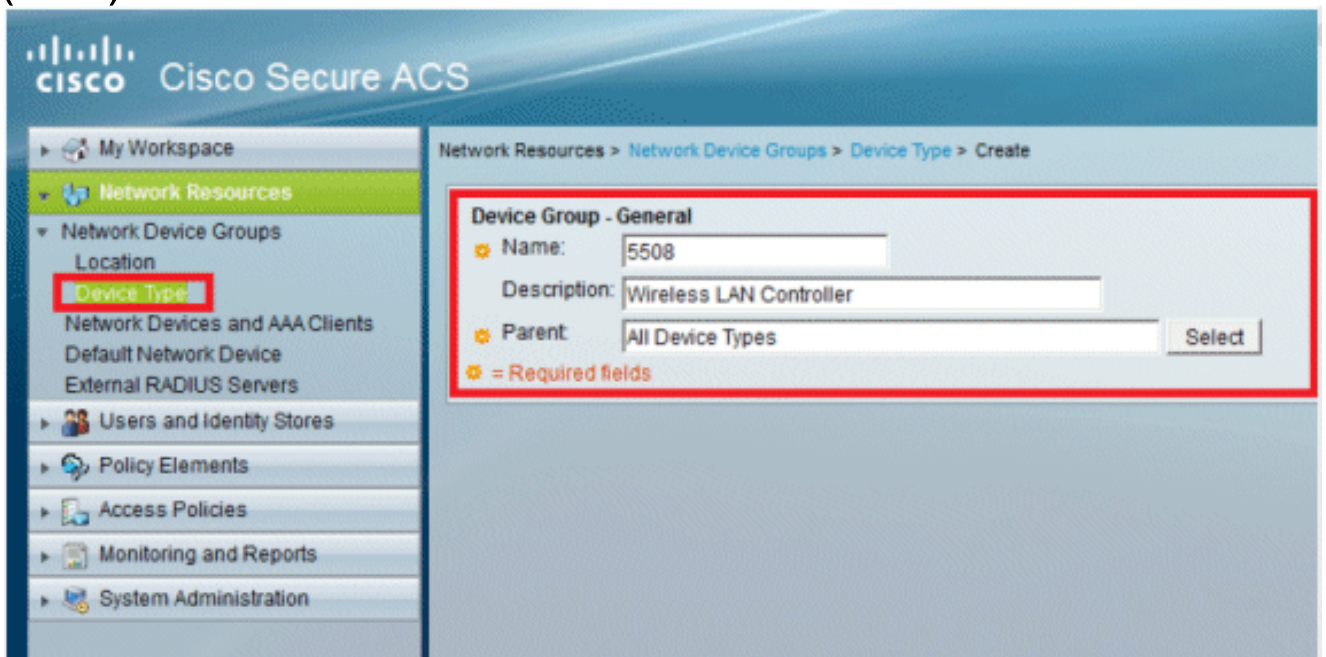 CISCO Cisco Secure ACS
My Workspace
Network Resources
Network Device Groups
Location
Device Type
Network Devices and AAA Clients
Default Network Device
External RADIUS Servers
Users and Identity Stores
Policy Elements
Access Policies
Monitoring and Reports
System Administration
Network Resources > Network Device Groups > Device Type > Create
Device Group - General
Name: 5508
Description: Wireless LAN Controller
Parent: All Device Types Select
= Required fields